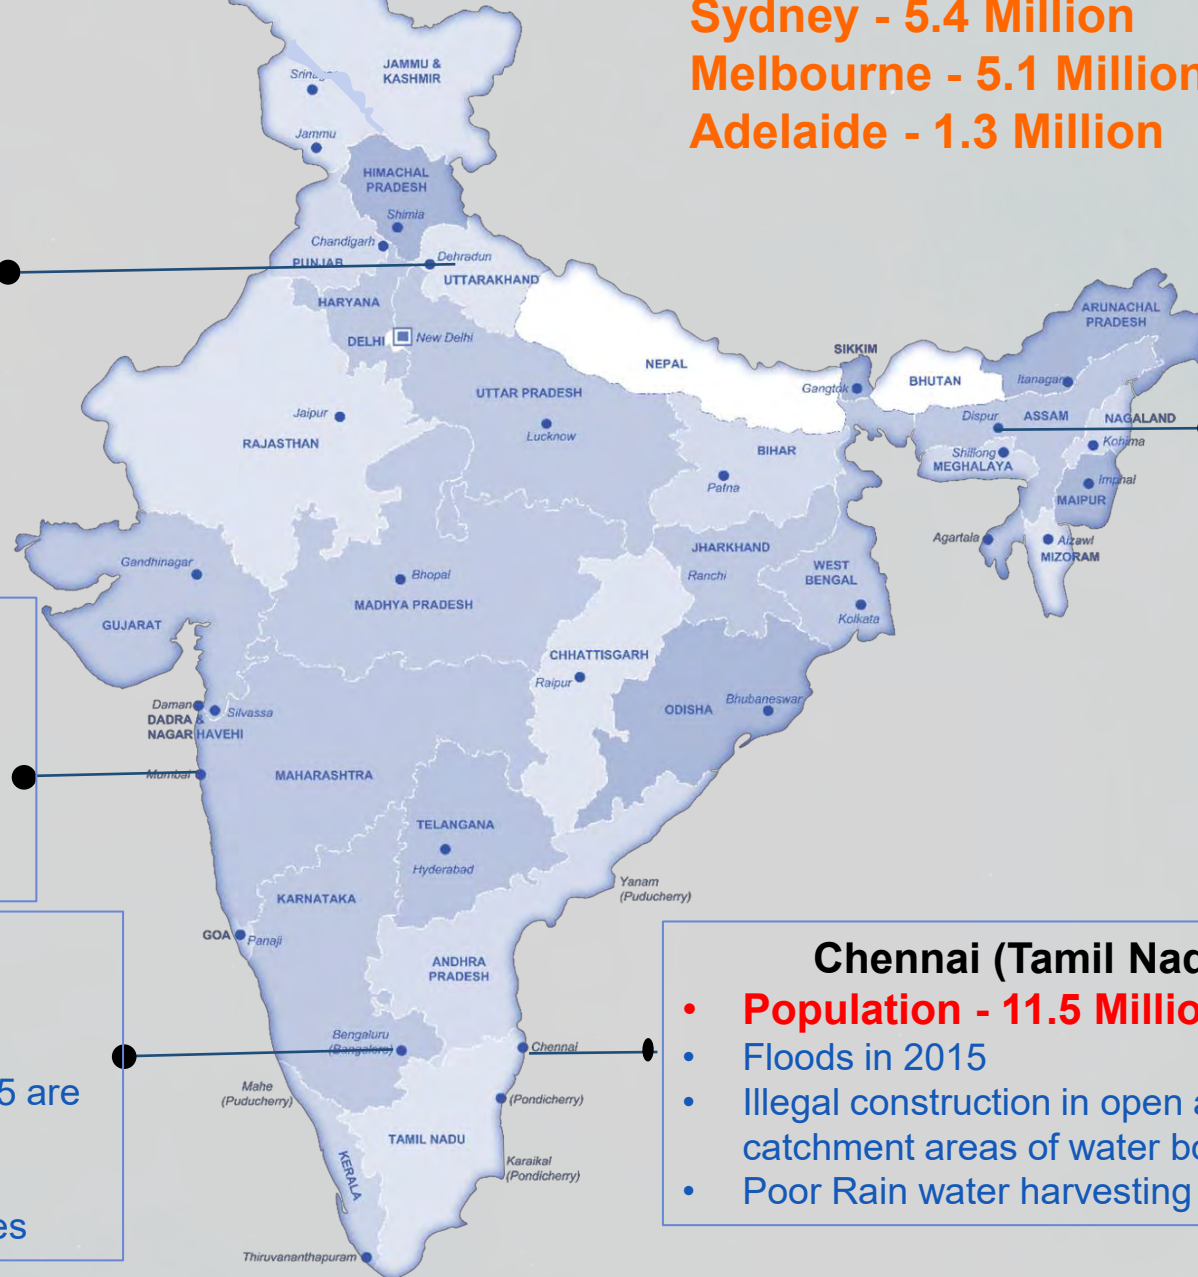 Sydney - 5.4 Million
Melbourne - 5.1 Million
Adelaide - 1.3 Million
JAMMU &
KASHMIR
Jammu
HIMACHAL
PRADESH
Shimla
Chandigarh
PUNJAB
Dehradun
UTTARAKHAND
HARYANA
DELHI
New Delhi
NEPAL
SIKKIM
Gangtok
BHUTAN
ARUNACHAL
PRADESH
Itanagar
Dispur
ASSAM
NAGALAND
Kohima
Shillong
MEGHALAYA
Imphal
MAIPUR
Agartala
Aizawl
MIZORAM
UTTAR PRADESH
Lucknow
Jaipur
RAJASTHAN
BIHAR
Patna
JHARKHAND
Ranchi
WEST
BENGAL
Kolkata
Gandhinagar
GUJARAT
Bhopal
MADHYA PRADESH
CHHATTISGARH
Raipur
ODISHA
Bhubaneswar
Daman
Silvassa
DADRA &
NAGAR HAVEHI
Mumbai
MAHARASHTRA
TELANGANA
Hyderabad
Yanam
(Puducherry)
KARNATAKA
GOA
Panaji
ANDHRA
PRADESH
Bengaluru
(Bangalore)
Chennai
Mahe
(Puducherry)
(Pondicherry)
TAMIL NADU
KERALA
Karaikal
(Pondicherry)
Thiruvananthapuram
5 are
es
Chennai (Tamil Nad
• Population - 11.5 Millio
• Floods in 2015
• Illegal construction in open a
catchment areas of water bo
• Poor Rain water harvesting